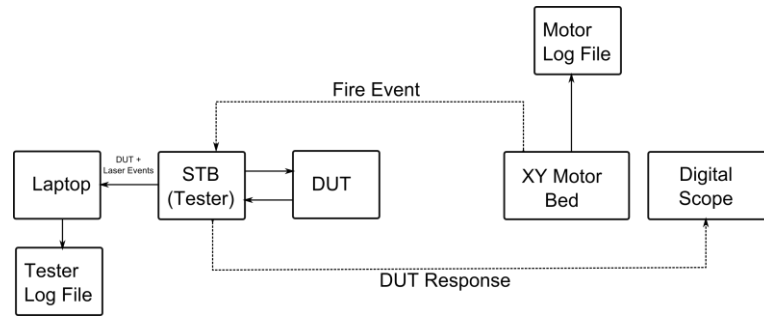 Motor
Log File
Fire Event
DUT +
Laser Events
Laptop
STB
(Tester)
DUT
XY Motor
Bed
Digital
Scope
Tester
Log File
DUT Response